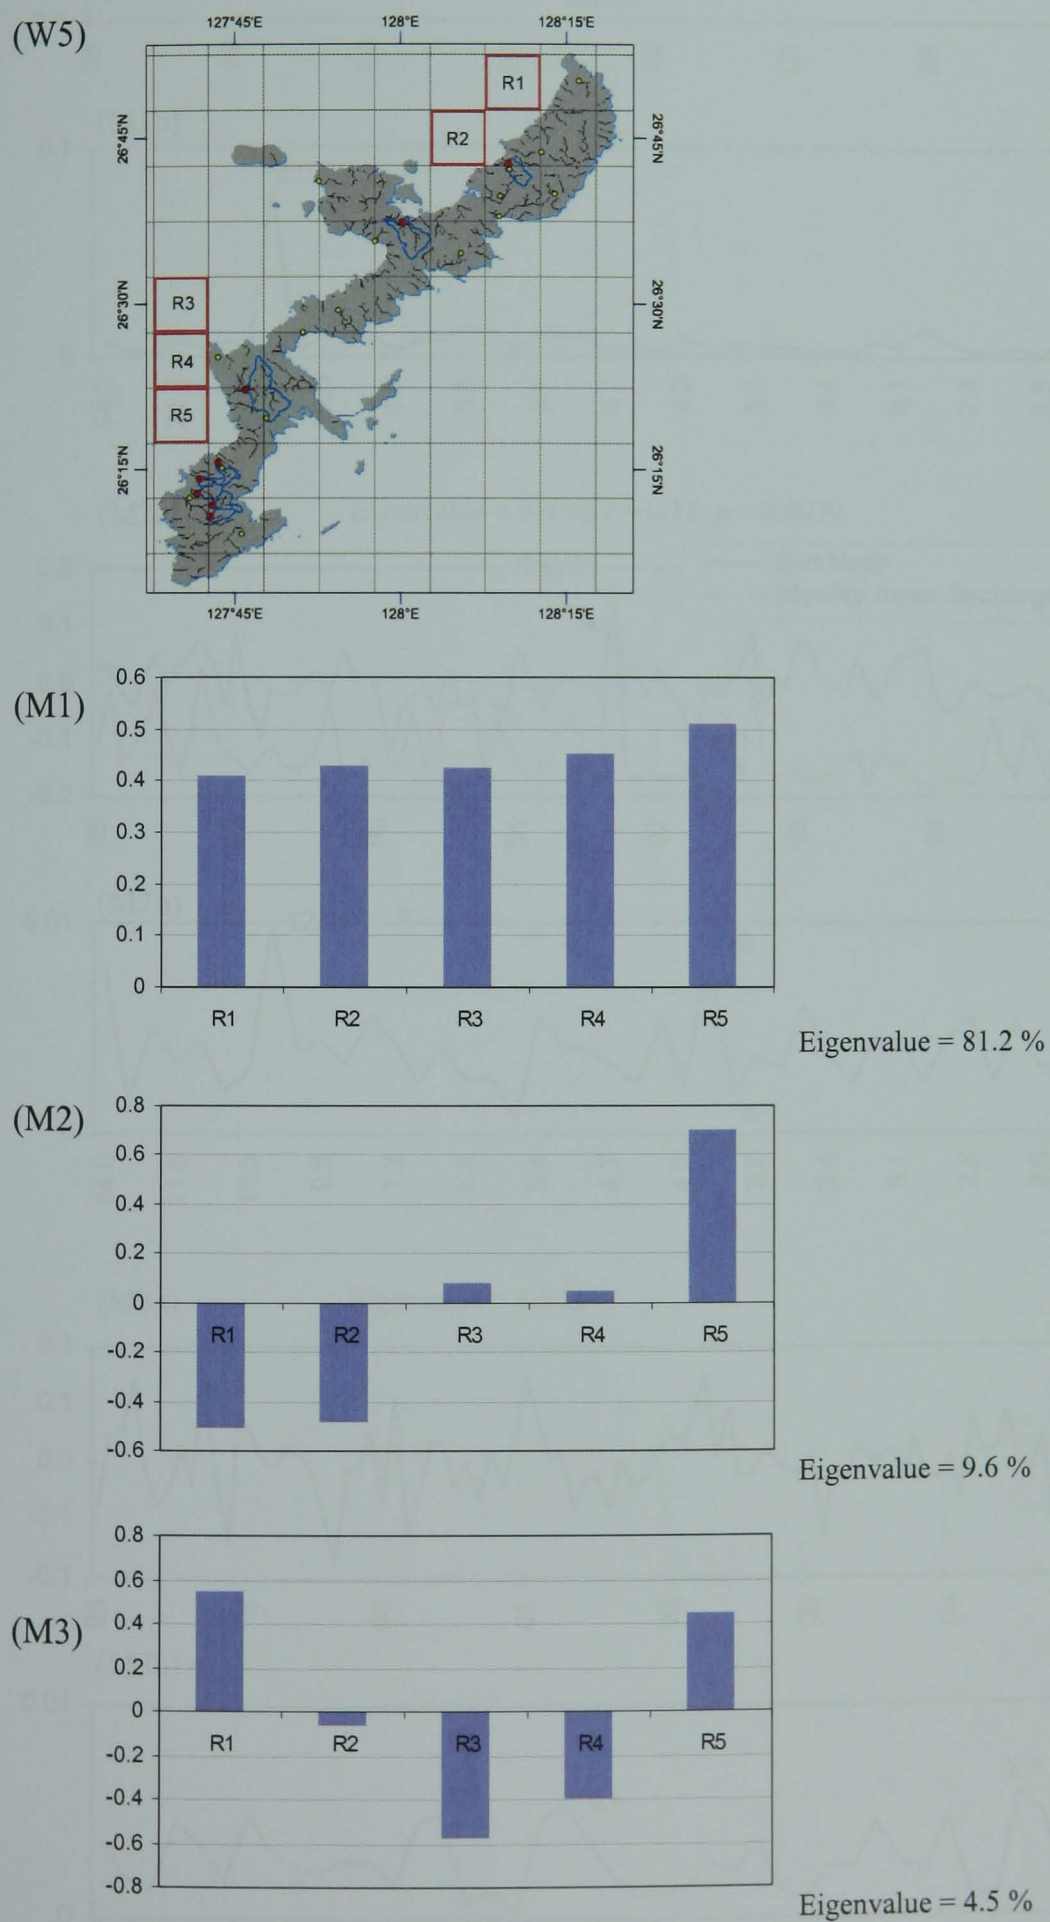 (W5)
127°45'E 128°E 128°15'E
R1
R2
26°45'N 26°45'N
R3
26°30'N 26°30'N
R4
R5
26°15'N 26°15'N
127°45'E 128°E 128°15'E
(M1)
0.6
0.5
0.4
0.3
0.2
0.1
0
R1 R2 R3 R4 R5
Eigenvalue = 81.2 %
(M2)
0.8
0.6
0.4
0.2
0
R1 R2 R3 R4 R5
-0.2
-0.4
-0.6
Eigenvalue = 9.6 %
(M3)
0.8
0.6
0.4
0.2
0
R1 R2 R3 R4 R5
-0.2
-0.4
-0.6
-0.8
Eigenvalue = 4.5 %